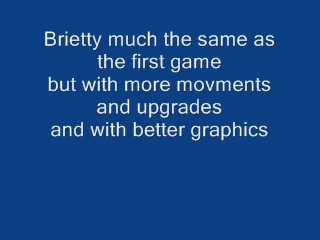 Brietty much the same as
the first game
but with more movments
and upgrades
and with better graphics